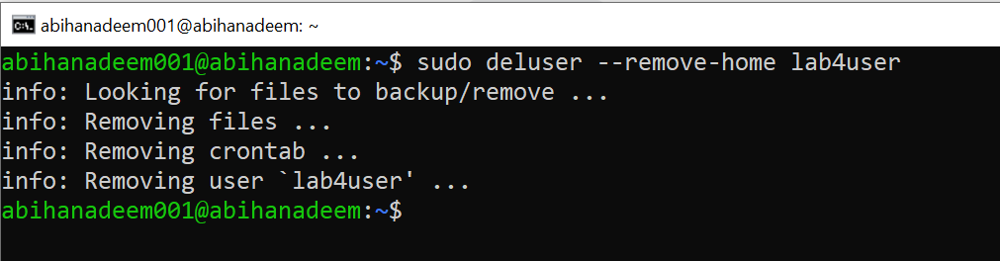 abihanadeem001@abihanadeem: ~
abihanadeem001@abihanadeem:~$ sudo deluser --remove-home lab4user
info: Looking for files to backup/remove ...
info: Removing files ...
info: Removing crontab ...
info: Removing user `lab4user' ...
abihanadeem001@abihanadeem:~$